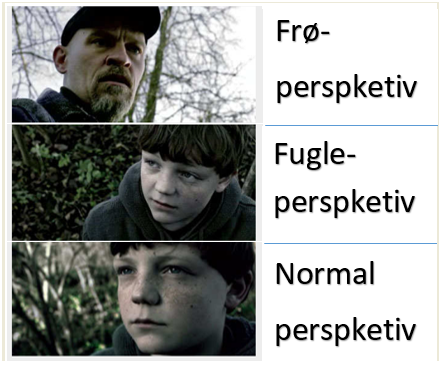 Frø-
perspketiv
Fugle-
perspketiv
Normal
perspketiv